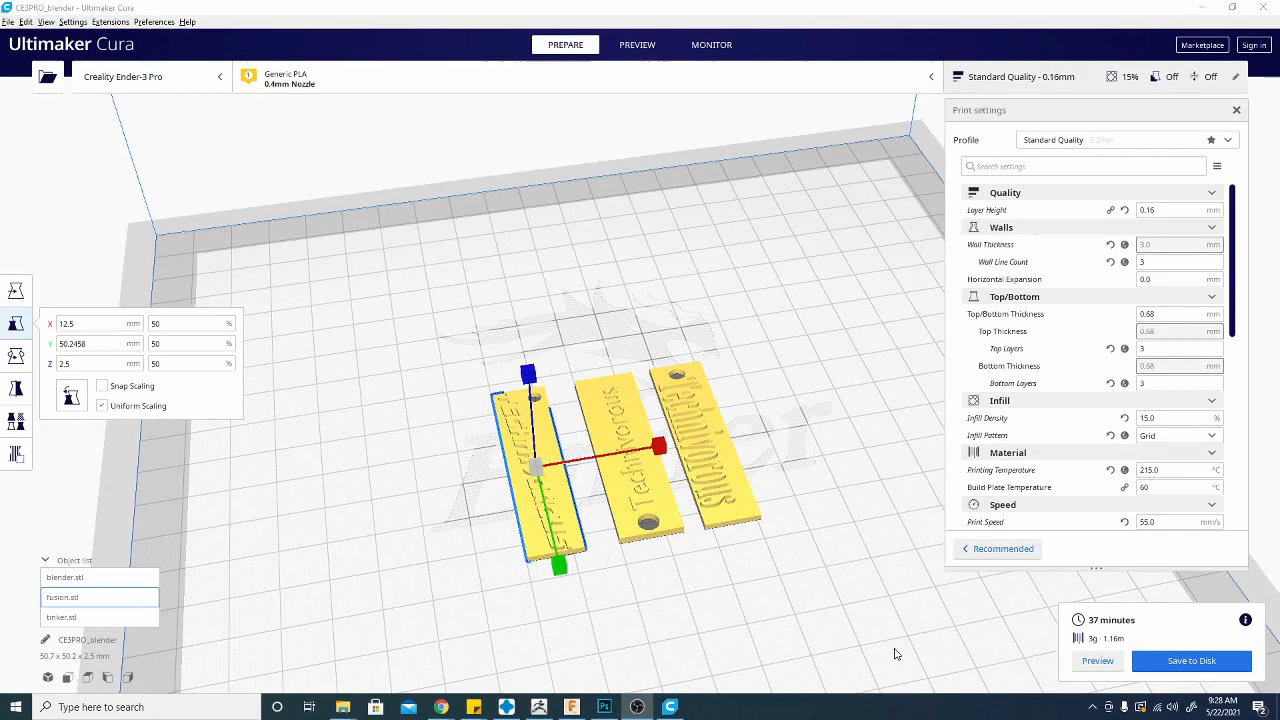 CE3PRO_blender - Ultimaker Cura
File Edit View Settings Extensions Preferences Help
Ultimaker Cura
PREPARE PREVIEW MONITOR
Marketplace Sign in
Creality Ender-3 Pro
1 Generic PLA
0.4mm Nozzle
Standard Quality - 0.16mm 15% Off Off
Print settings
Profile Standard Quality 0.2mm
Search settings
Quality
Layer Height 0.16 mm
Walls
Wall Thickness 3.0 mm
Wall Line Count 3
Horizontal Expansion 0.0 mm
Top/Bottom
Top/Bottom Thickness 0.68 mm
Top Thickness 0.68 mm
Top Layers 3
Bottom Thickness 0.68 mm
Bottom Layers 3
Infill
Infill Density 15.0 %
Infill Pattern Grid
Material
Printing Temperature 215.0 °C
Build Plate Temperature 60 °C
Speed
Print Speed 55.0 mm/s
Recommended
X 12.5 mm 50 %
Y 50.2458 mm 50 %
Z 2.5 mm 50 %
Snap Scaling
Uniform Scaling
Object list
blender.stl
fusion.stl
tinker.stl
CE3PRO_blender
50.7 x 50.2 x 2.5 mm
37 minutes
3g · 1.16m
Preview Save to Disk
Type here to search
9:28 AM
5/22/2021
2